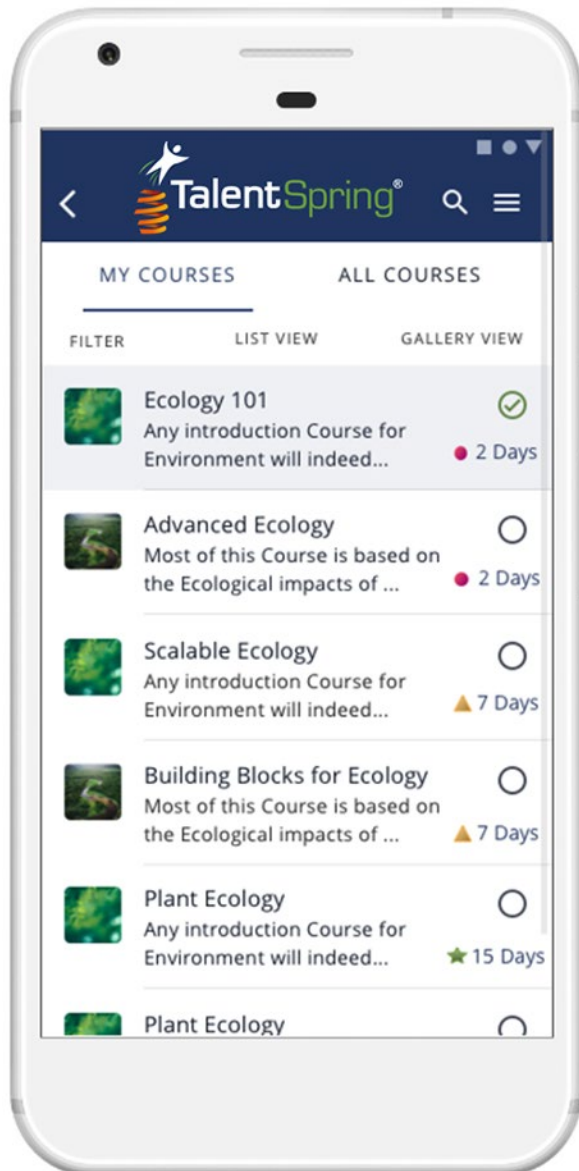 TalentSpring®
MY COURSES ALL COURSES
FILTER LIST VIEW GALLERY VIEW
Ecology 101
Any introduction Course for
Environment will indeed...
2 Days
Advanced Ecology
Most of this Course is based on
the Ecological impacts of ...
2 Days
Scalable Ecology
Any introduction Course for
Environment will indeed...
7 Days
Building Blocks for Ecology
Most of this Course is based on
the Ecological impacts of ...
7 Days
Plant Ecology
Any introduction Course for
Environment will indeed...
15 Days
Plant Ecology